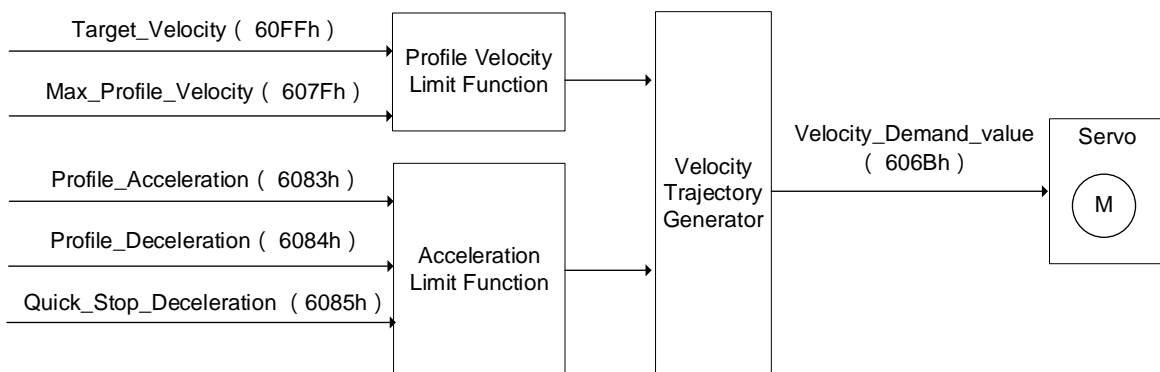 Target_Velocity ( 60FFh )
Max_Profile_Velocity ( 607Fh )
Profile Velocity
Limit Function
Profile_Acceleration ( 6083h )
Profile_Deceleration ( 6084h )
Quick_Stop_Deceleration ( 6085h )
Acceleration
Limit Function
Velocity
Trajectory
Generator
Velocity_Demand_value
( 606Bh )
Servo
M